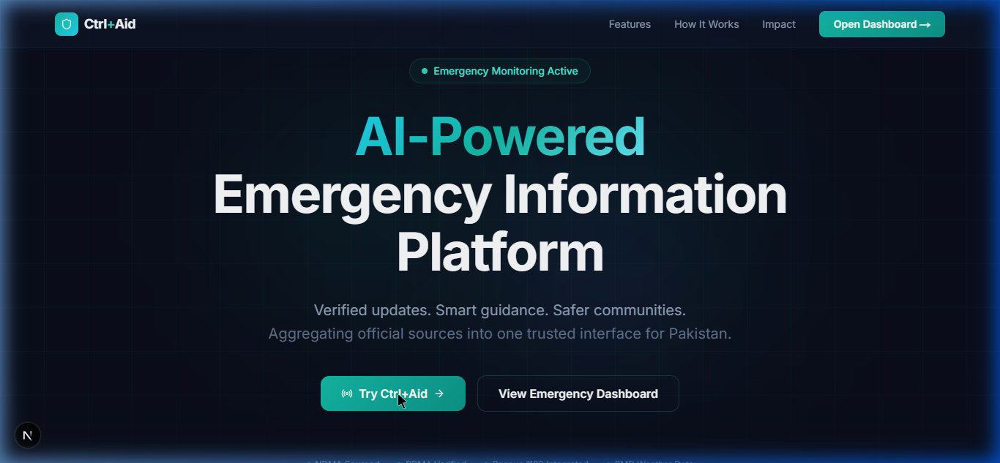 Ctrl+Aid
Features How It Works Impact Open Dashboard →
Emergency Monitoring Active
AI-Powered
Emergency Information
Platform
Verified updates. Smart guidance. Safer communities.
Aggregating official sources into one trusted interface for Pakistan.
Try Ctrl+Aid → View Emergency Dashboard
N